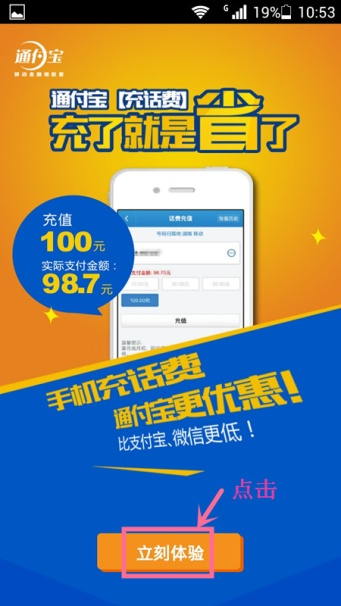 G 19% 10:53
通付宝
通付宝【充话费】
充了就是省了
充值
100元
实际支付金额：
98.7元
话费充值
充值
手机充话费
通付宝更优惠！
比支付宝、微信更低！
点击
立刻体验